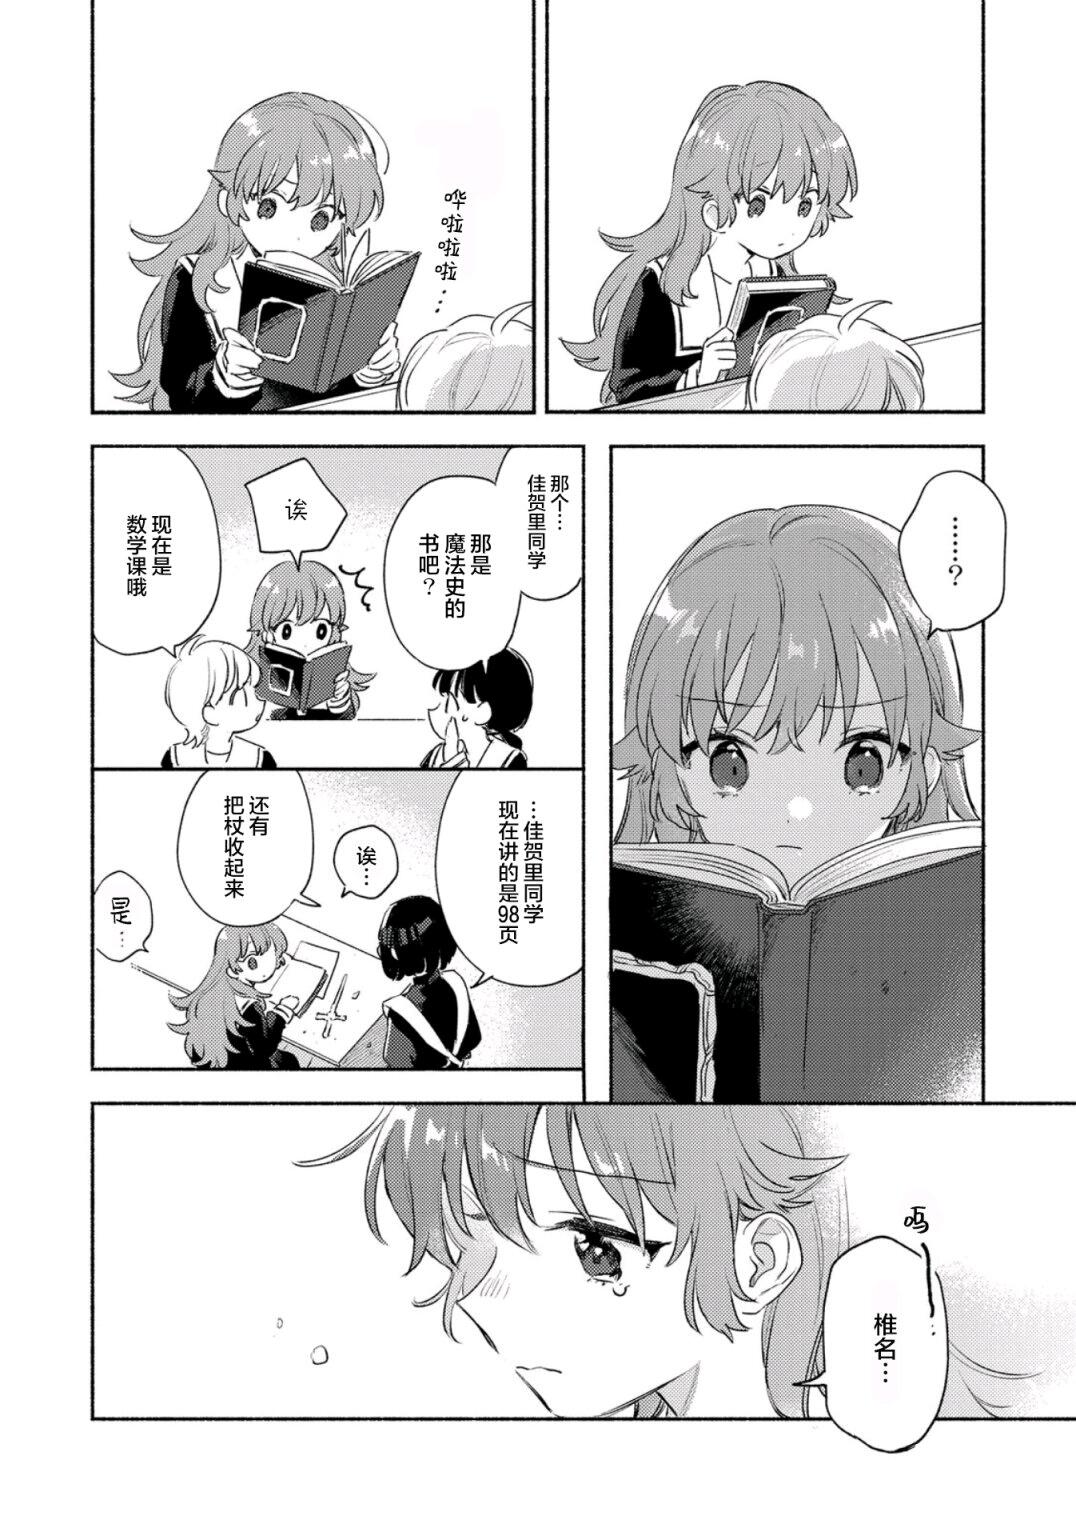 哗啦啦啦…
……？
那个…
佳贺里同学
那是
魔法史的
书吧？
诶
现在是
数学课哦
…佳贺里同学
现在讲的是98页
诶…
还有
把杖收起来
是…
呜…
椎名…